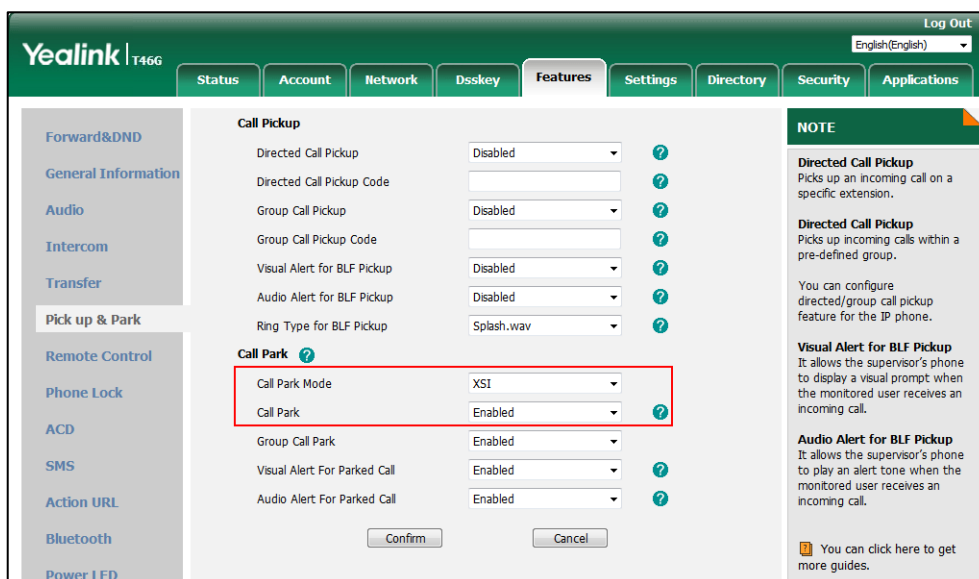 Log Out
Yealink T46G
English(English)
Status Account Network Dsskey Features Settings Directory Security Applications
Forward&DND
General Information
Audio
Intercom
Transfer
Pick up & Park
Remote Control
Phone Lock
ACD
SMS
Action URL
Bluetooth
Power LED
Call Pickup
Directed Call Pickup Disabled ?
Directed Call Pickup Code ?
Group Call Pickup Disabled ?
Group Call Pickup Code ?
Visual Alert for BLF Pickup Disabled ?
Audio Alert for BLF Pickup Disabled ?
Ring Type for BLF Pickup Splash.wav ?
Call Park ?
Call Park Mode XSI
Call Park Enabled ?
Group Call Park Enabled
Visual Alert For Parked Call Enabled ?
Audio Alert For Parked Call Enabled ?
Confirm Cancel
NOTE
Directed Call Pickup
Picks up an incoming call on a
specific extension.
Directed Call Pickup
Picks up incoming calls within a
pre-defined group.
You can configure
directed/group call pickup
feature for the IP phone.
Visual Alert for BLF Pickup
It allows the supervisor's phone
to display a visual prompt when
the monitored user receives an
incoming call.
Audio Alert for BLF Pickup
It allows the supervisor's phone
to play an alert tone when the
monitored user receives an
incoming call.
? You can click here to get
more guides.